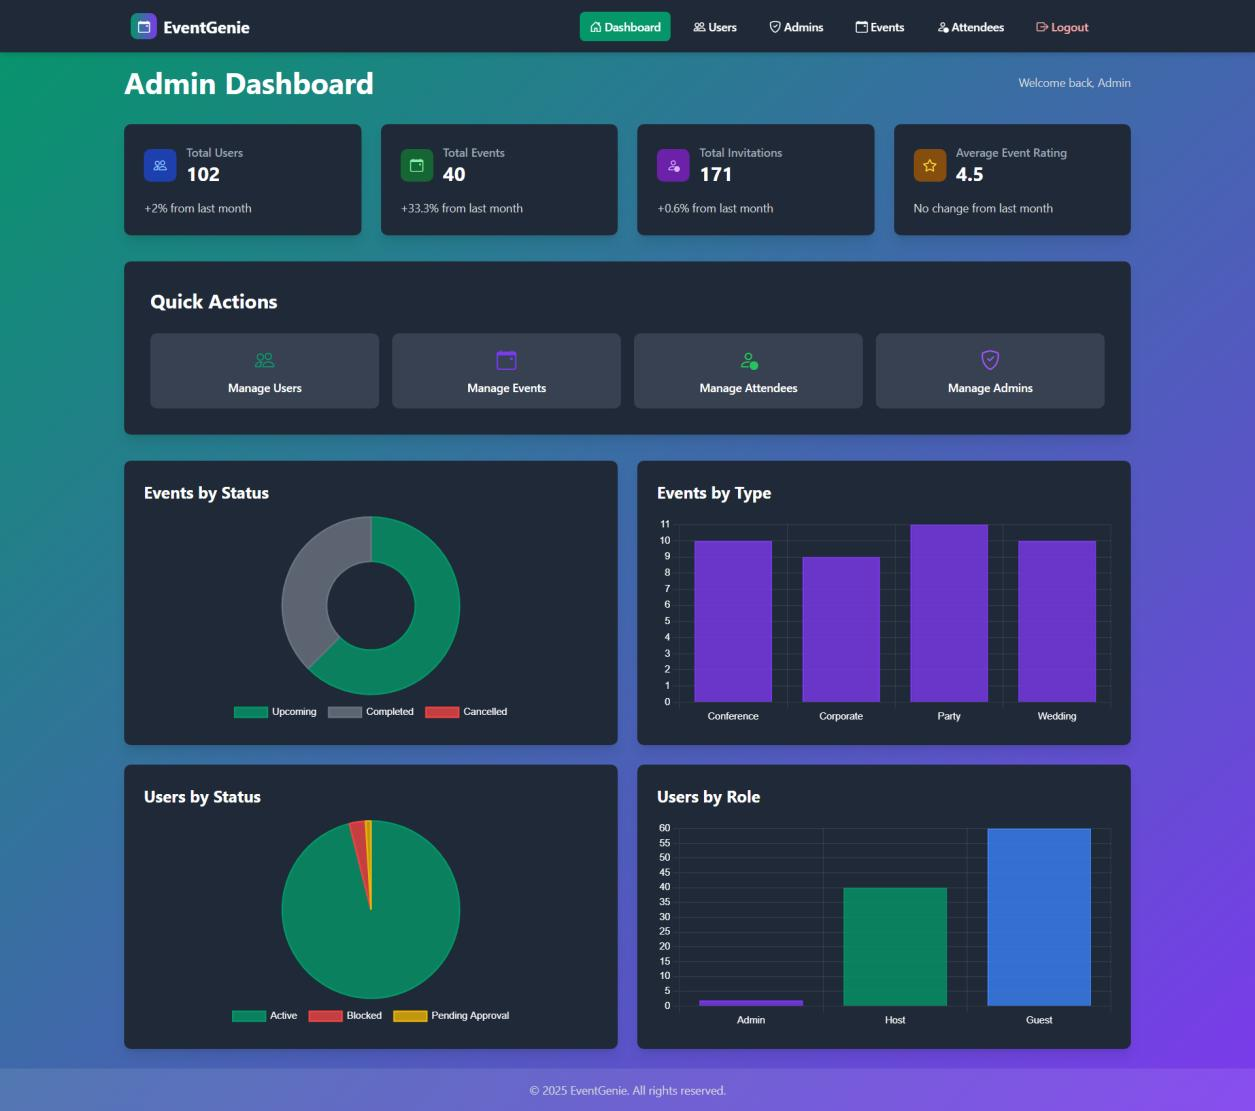 EventGenie
Dashboard Users Admins Events Attendees Logout
Admin Dashboard
Welcome back, Admin
Total Users
102
+2% from last month
Total Events
40
+33.3% from last month
Total Invitations
171
+0.6% from last month
Average Event Rating
4.5
No change from last month
Quick Actions
Manage Users
Manage Events
Manage Attendees
Manage Admins
Events by Status
Upcoming Completed Cancelled
Events by Type
11
10
9
8
7
6
5
4
3
2
1
0
Conference Corporate Party Wedding
Users by Status
Active Blocked Pending Approval
Users by Role
60
55
50
45
40
35
30
25
20
15
10
5
0
Admin Host Guest
© 2025 EventGenie. All rights reserved.